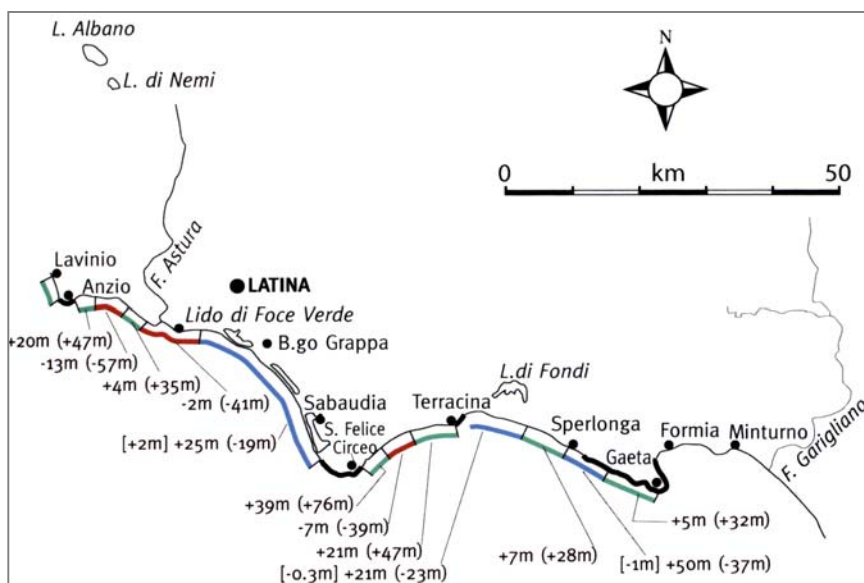 L. Albano
L. di Nemi
N
0 km 50
F. Astura
Lavinio
Anzio
LATINA
Lido di Foce Verde
B.go Grappa
+20m (+47m)
-13m (-57m)
+4m (+35m)
-2m (-41m)
[+2m] +25m (-19m)
Sabaudia
S. Felice
Circeo
Terracina
L.di Fondi
Sperlonga
Gaeta
Formia
Minturno
F. Garigliano
+39m (+76m)
-7m (-39m)
+21m (+47m)
[-0.3m] +21m (-23m)
+7m (+28m)
[-1m] +50m (-37m)
+5m (+32m)